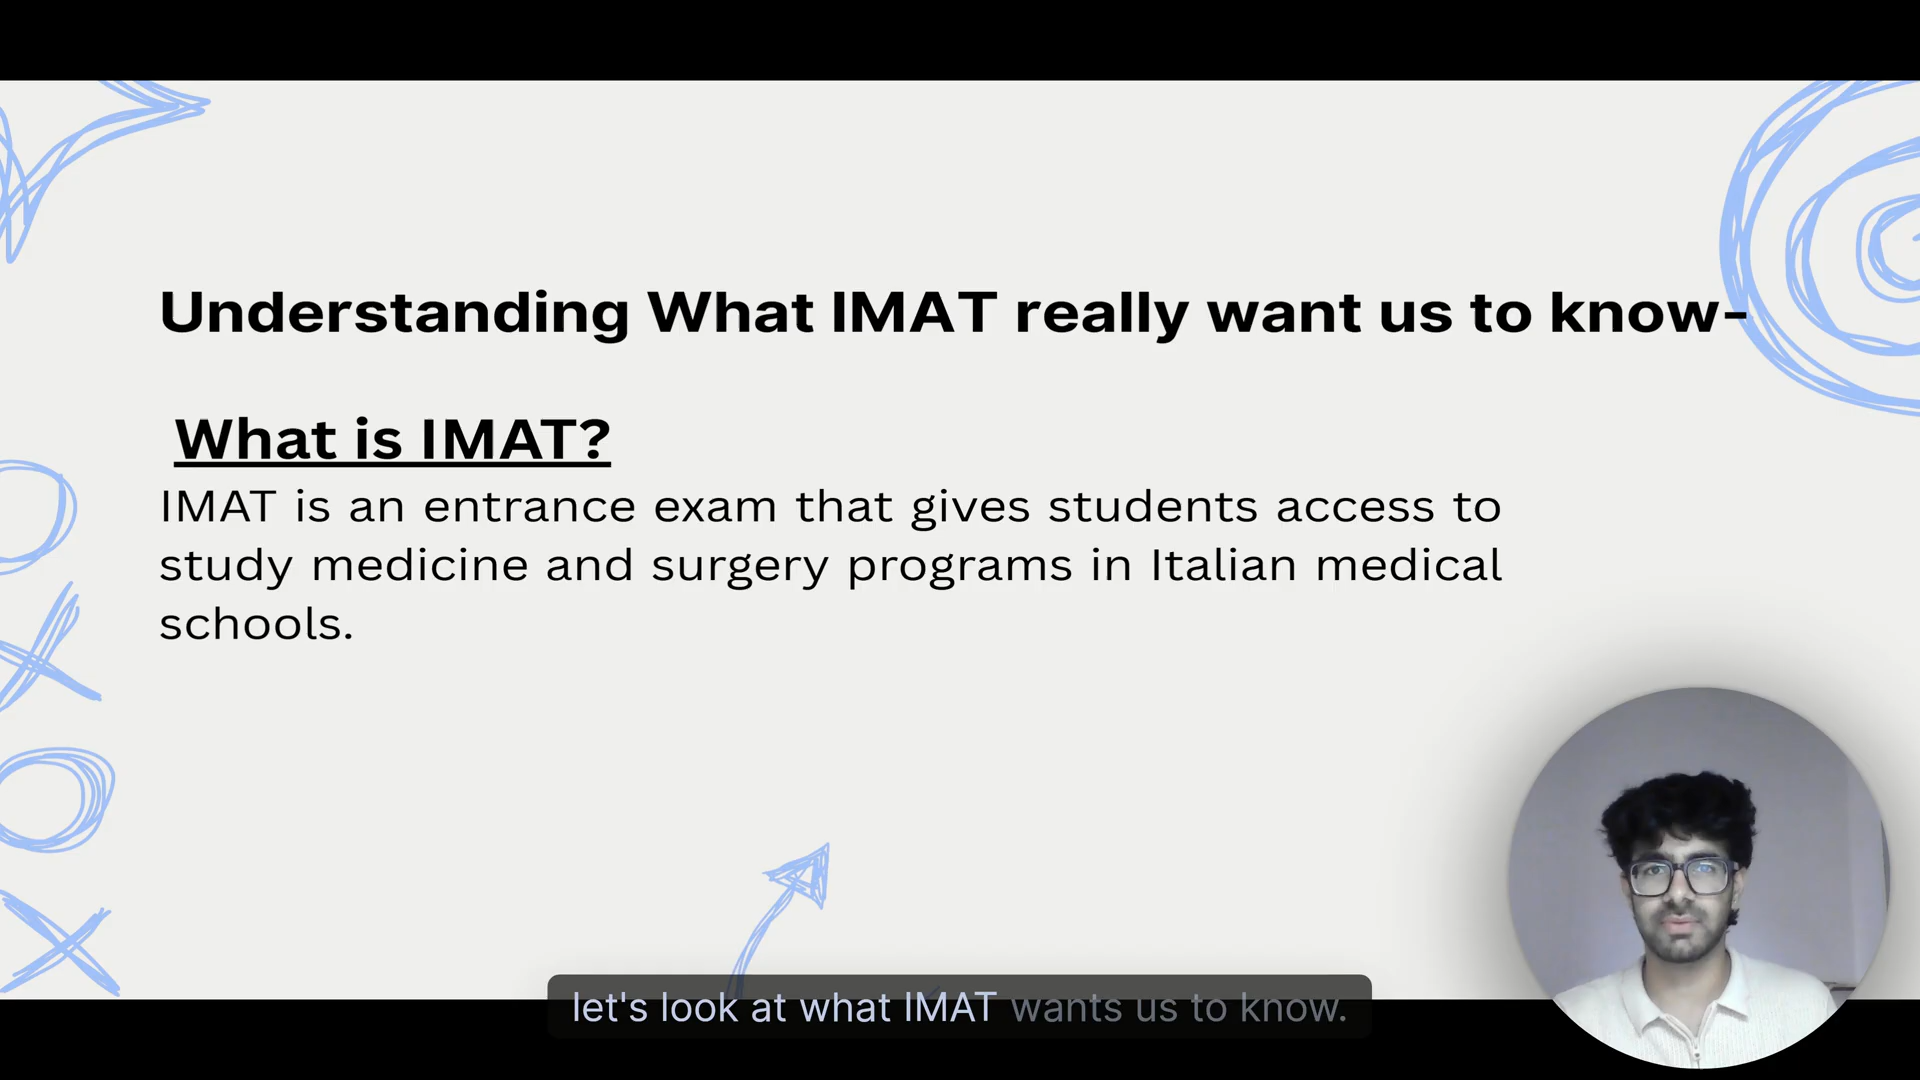 Understanding What IMAT really want us to know-
What is IMAT?
IMAT is an entrance exam that gives students access to
study medicine and surgery programs in Italian medical
schools.
let's look at what IMAT wants us to know.